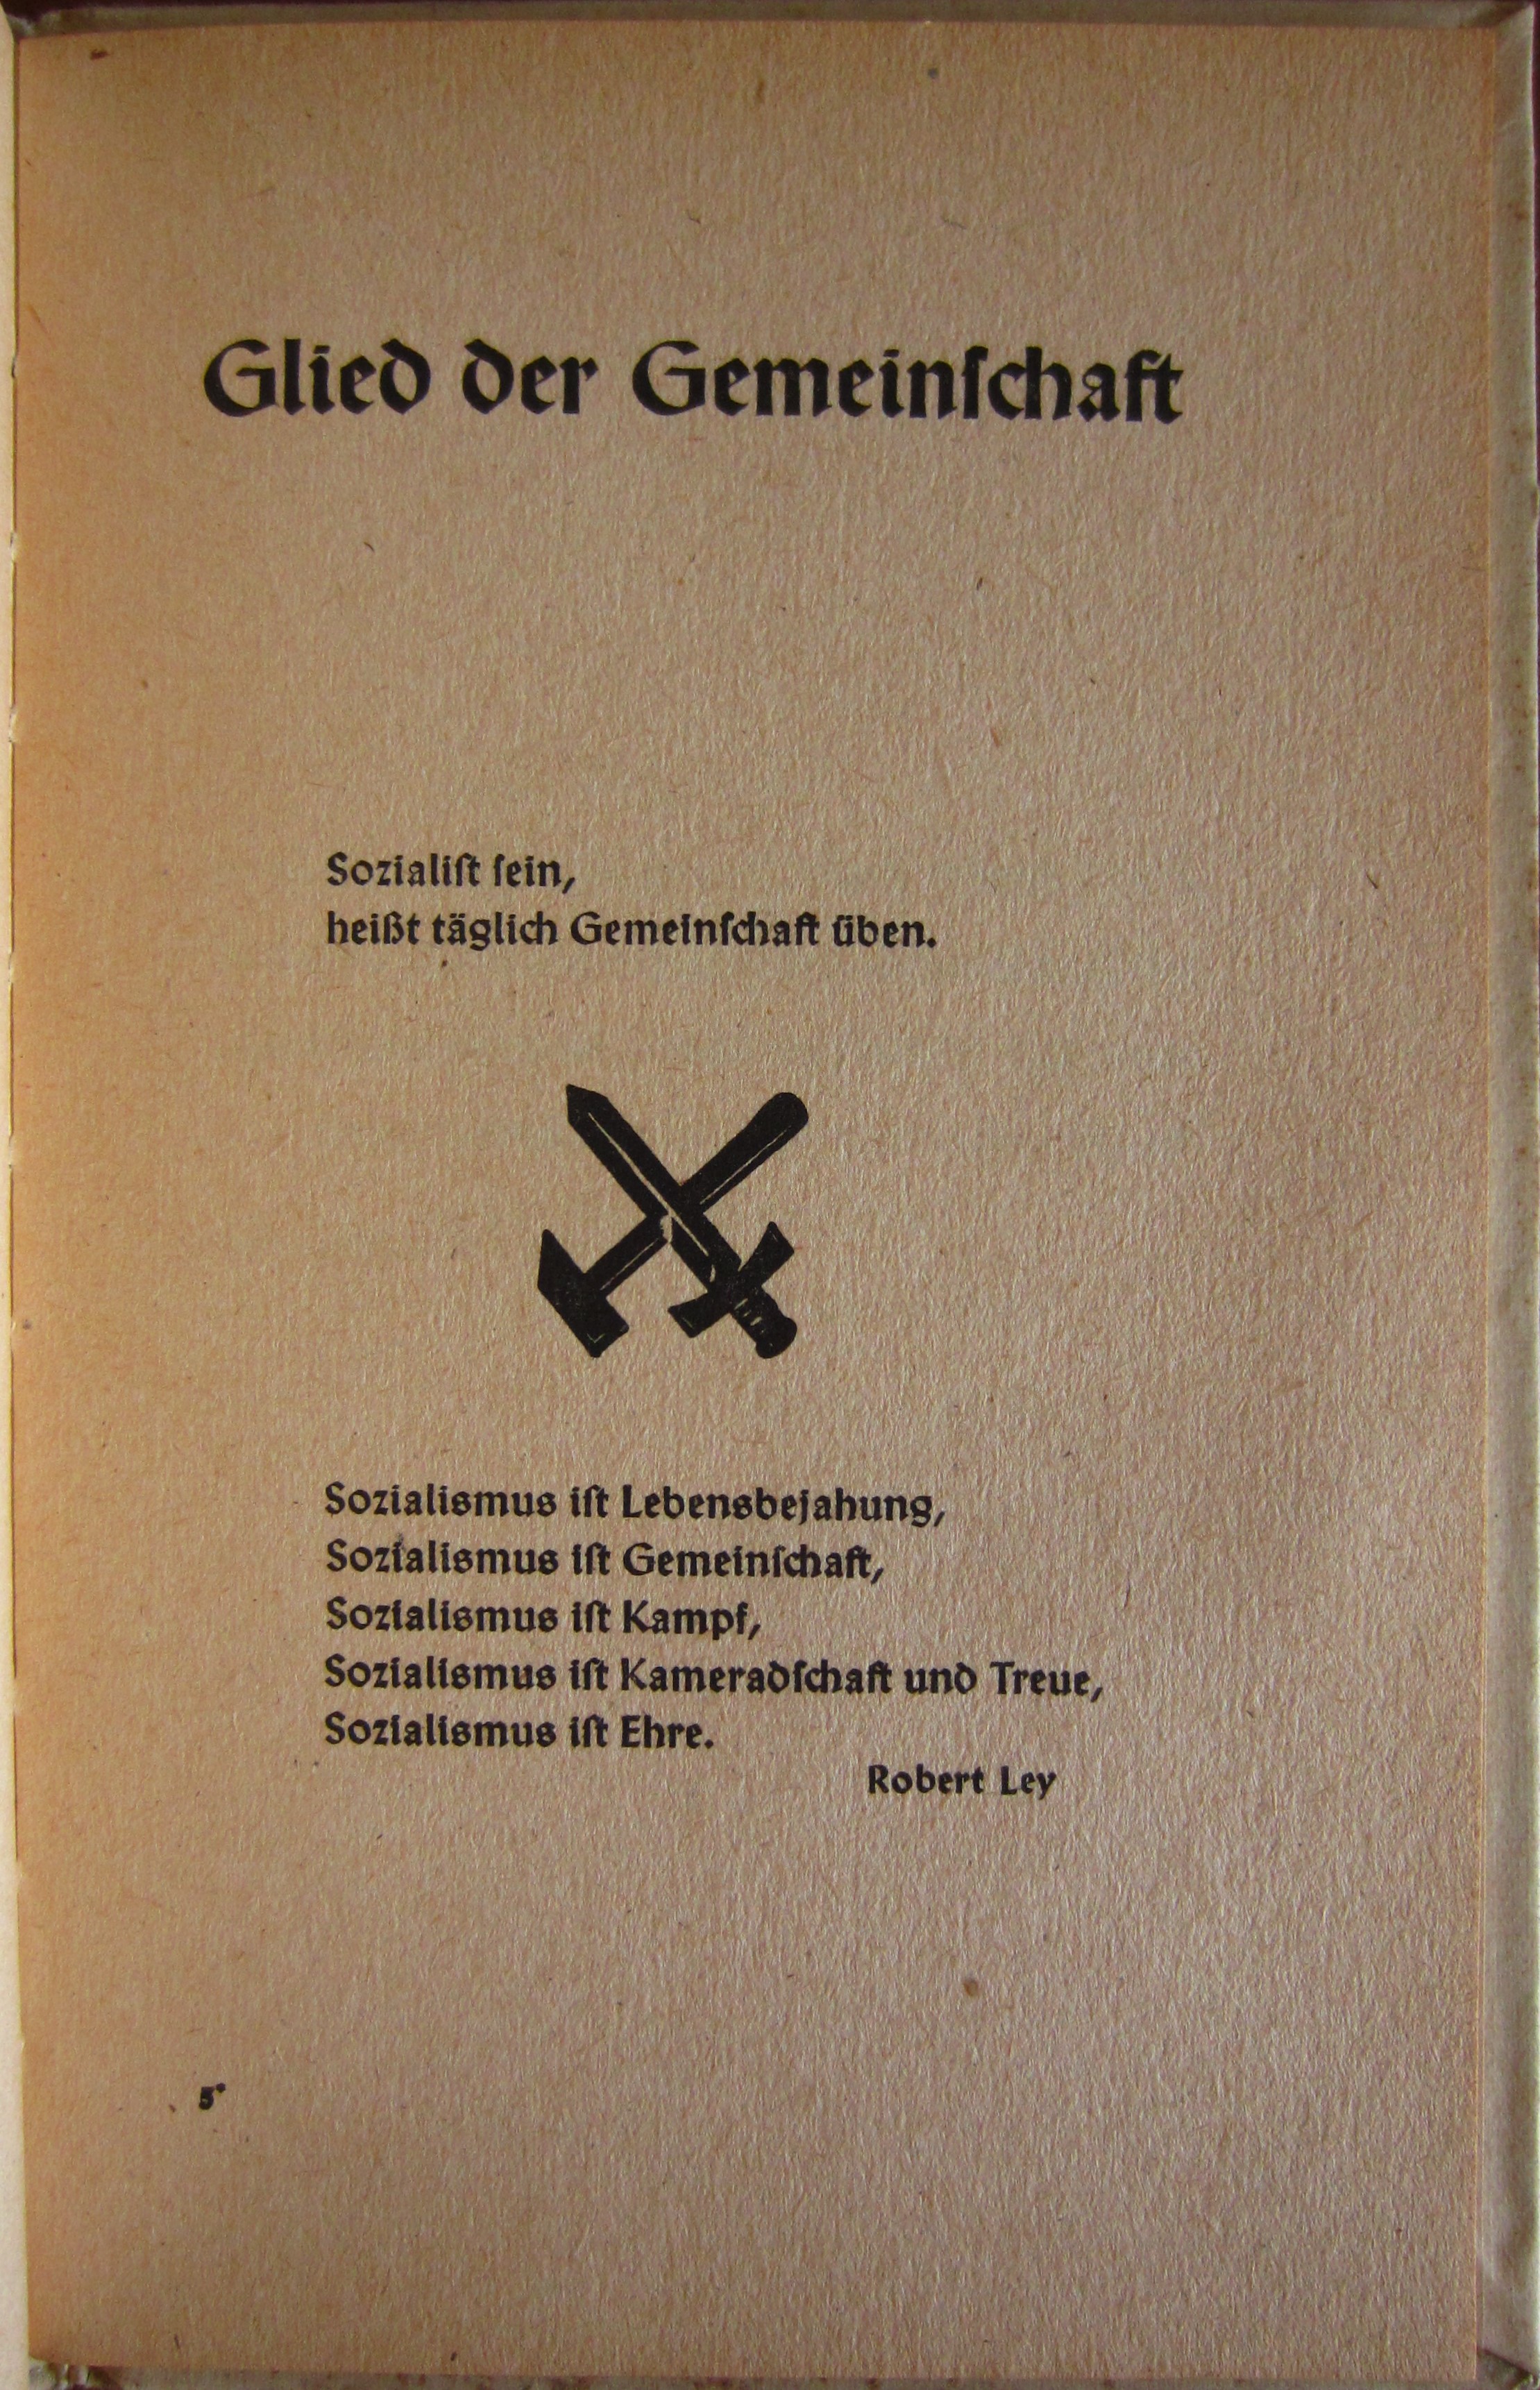 Glied der Gemeinſchaft
Sozialiſt ſein,
heißt täglich Gemeinſchaft üben.
Sozialismus iſt Lebensbejahung,
Sozialismus iſt Gemeinſchaft,
Sozialismus iſt Kampf,
Sozialismus iſt Kameradſchaft und Treue,
Sozialismus iſt Ehre.
Robert Ley
5*